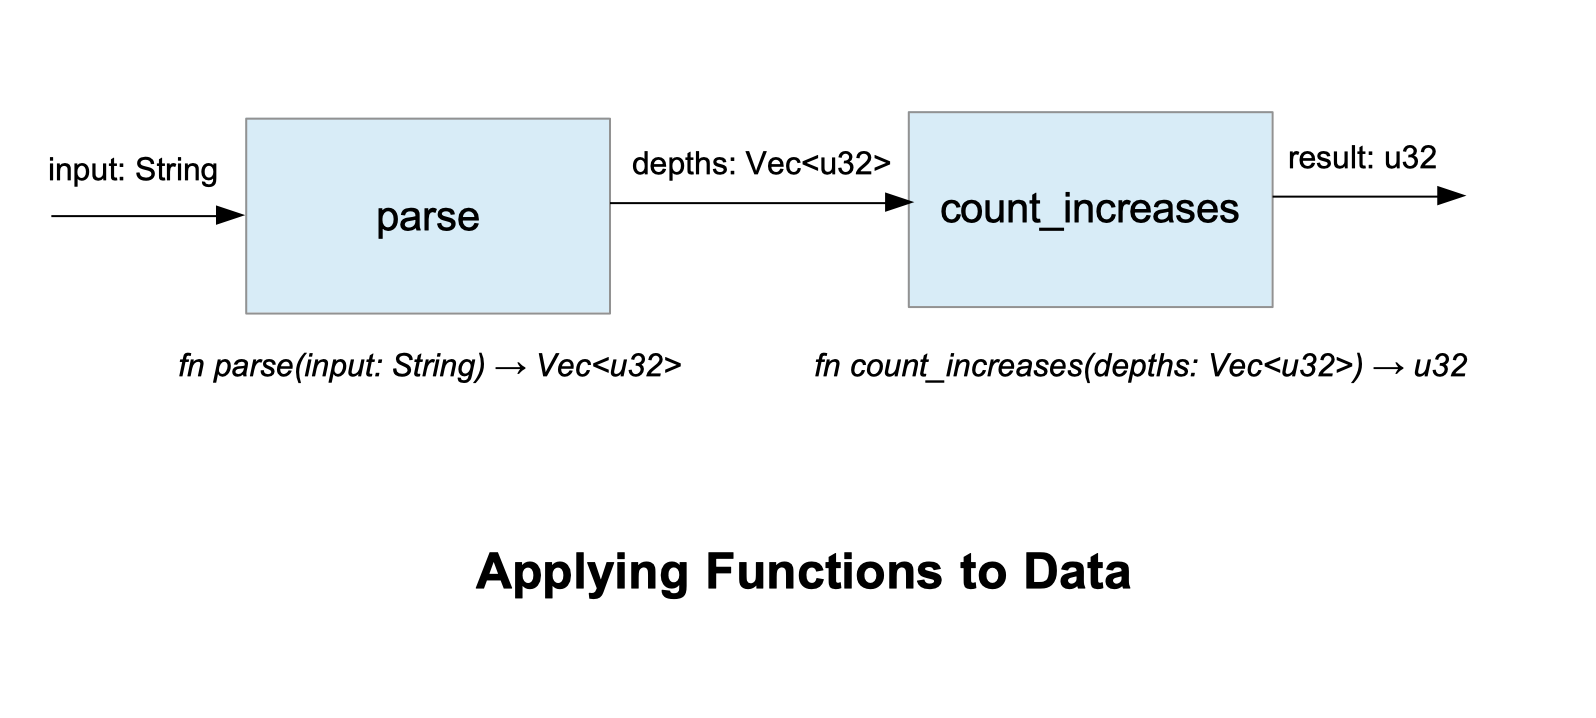 input: String
parse
depths: Vec<u32>
count_increases
result: u32
fn parse(input: String) → Vec<u32>
fn count_increases(depths: Vec<u32>) → u32
Applying Functions to Data